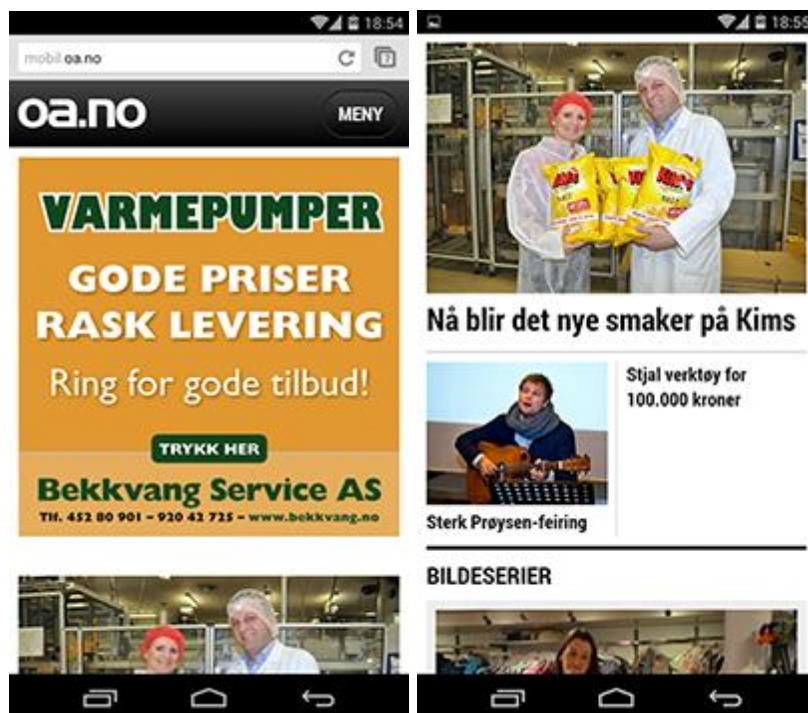 18:54
mobil.oa.no
oa.no
MENY
VARMEPUMPER
GODE PRISER
RASK LEVERING
Ring for gode tilbud!
TRYKK HER
Bekkvang Service AS
Tlf. 452 80 901 – 920 42 725 – www.bekkvang.no
18:55
KiMs
Nå blir det nye smaker på Kims
Stjal verktøy for
100.000 kroner
Sterk Prøysen-feiring
BILDESERIER